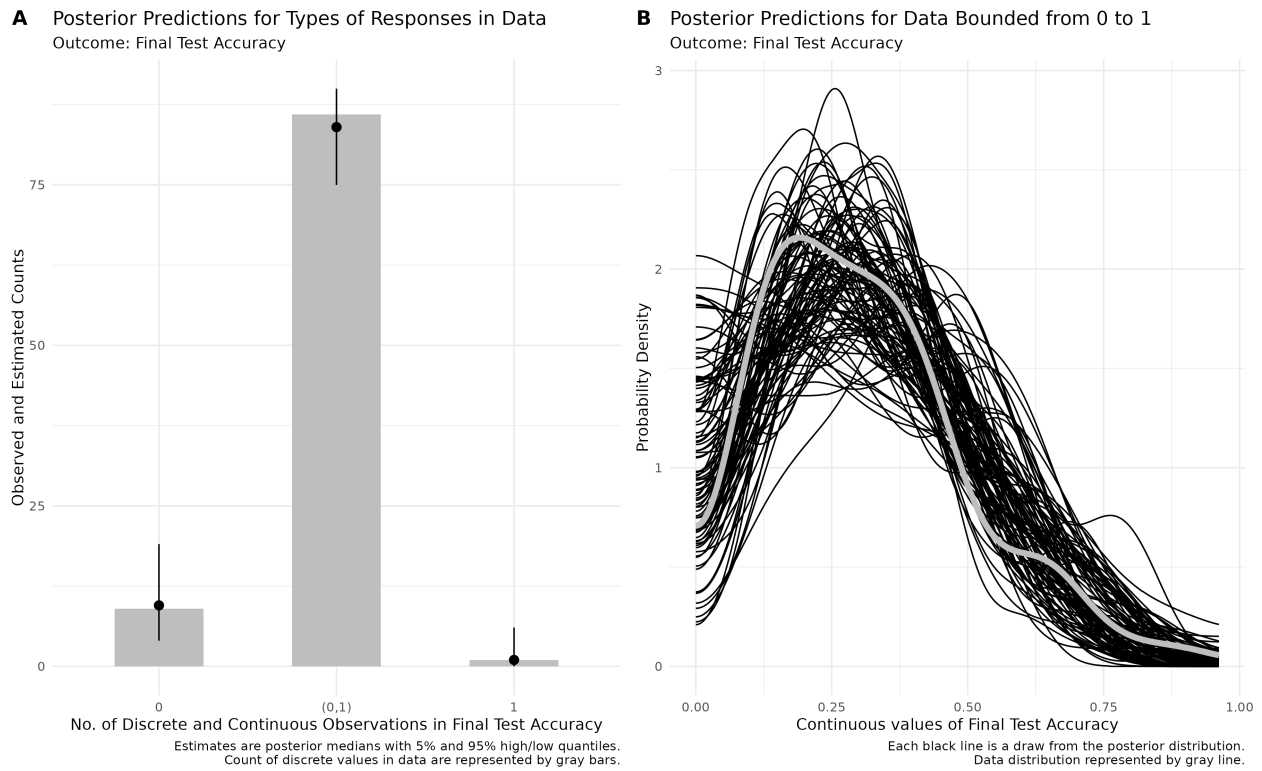 A Posterior Predictions for Types of Responses in Data
Outcome: Final Test Accuracy
75
50
25
0
Observed and Estimated Counts
0 (0,1) 1
No. of Discrete and Continuous Observations in Final Test Accuracy
Estimates are posterior medians with 5% and 95% high/low quantiles.
Count of discrete values in data are represented by gray bars.
B Posterior Predictions for Data Bounded from 0 to 1
Outcome: Final Test Accuracy
3
2
1
0
Probability Density
0.00 0.25 0.50 0.75 1.00
Continuous values of Final Test Accuracy
Each black line is a draw from the posterior distribution.
Data distribution represented by gray line.